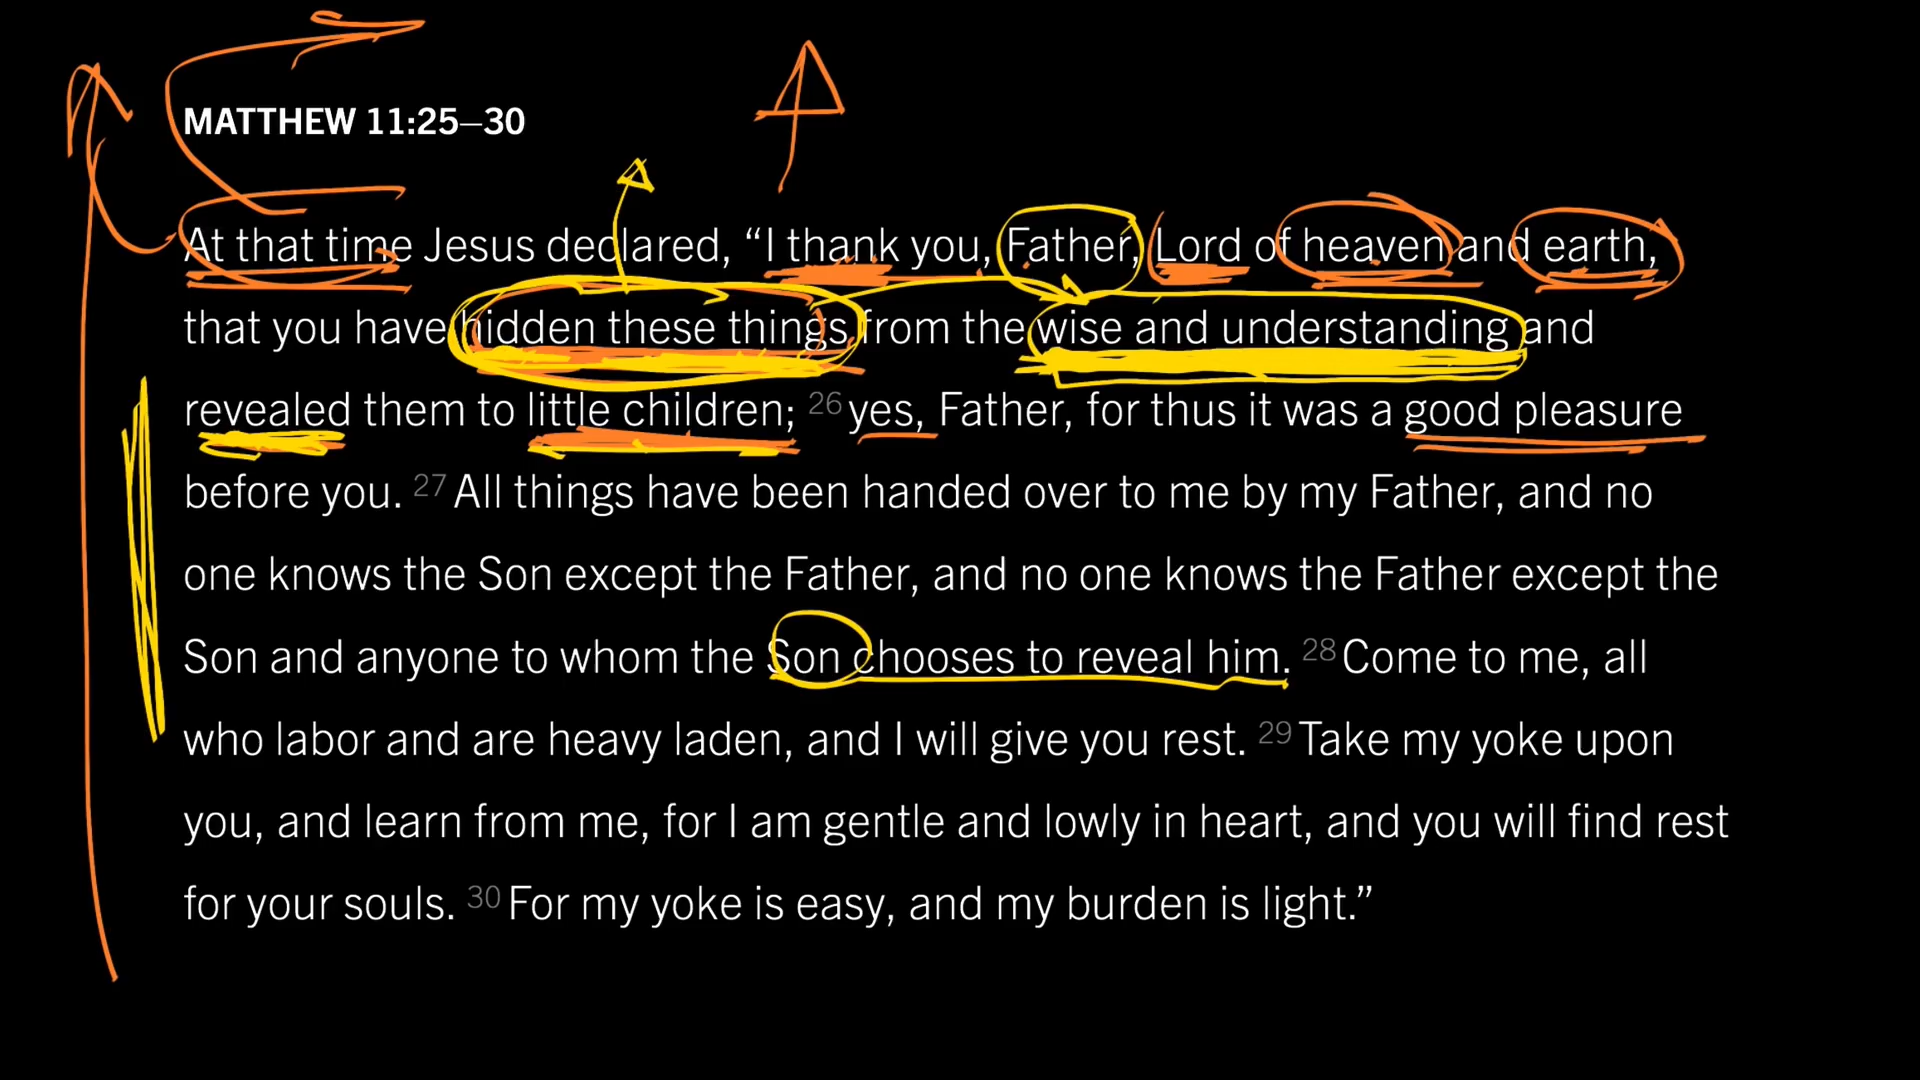 MATTHEW 11:25–30
At that time Jesus declared, “I thank you, Father, Lord of heaven and earth,
that you have hidden these things from the wise and understanding and
revealed them to little children; 26 yes, Father, for thus it was a good pleasure
before you. 27 All things have been handed over to me by my Father, and no
one knows the Son except the Father, and no one knows the Father except the
Son and anyone to whom the Son chooses to reveal him. 28 Come to me, all
who labor and are heavy laden, and I will give you rest. 29 Take my yoke upon
you, and learn from me, for I am gentle and lowly in heart, and you will find rest
for your souls. 30 For my yoke is easy, and my burden is light.”